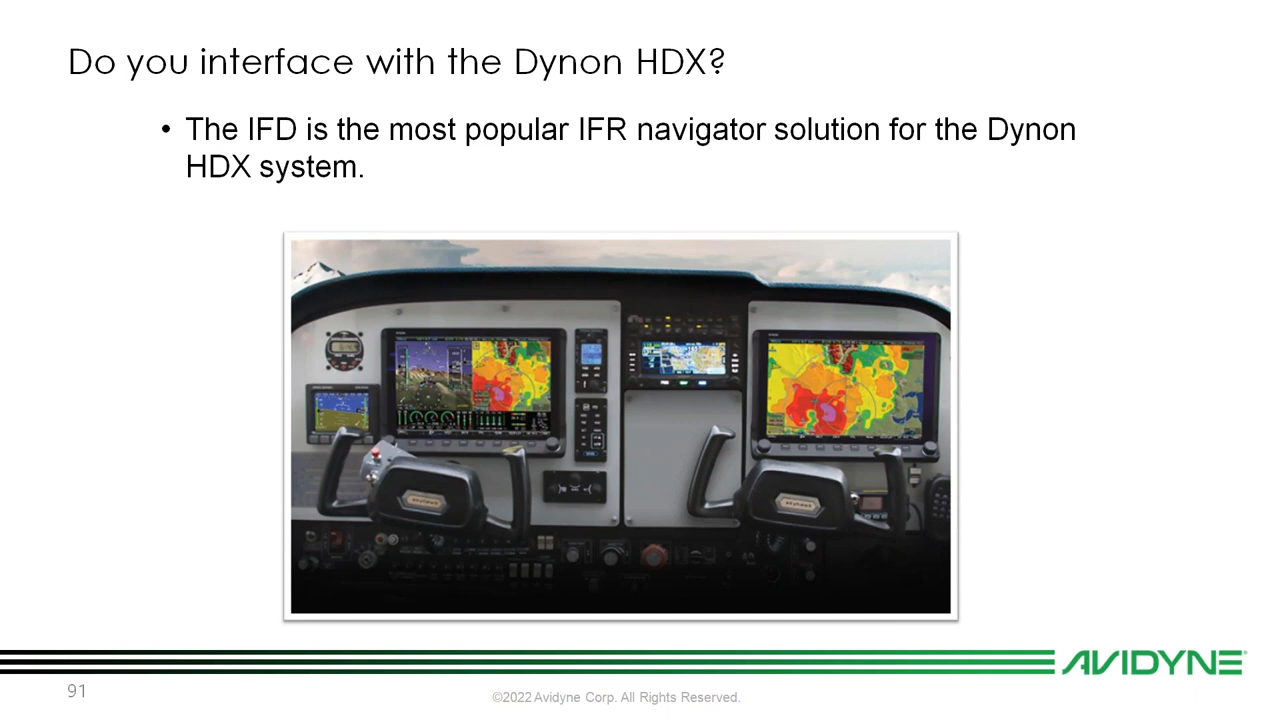 Do you interface with the Dynon HDX?
• The IFD is the most popular IFR navigator solution for the Dynon
HDX system.
AVIDYNE
91
©2022 Avidyne Corp. All Rights Reserved.